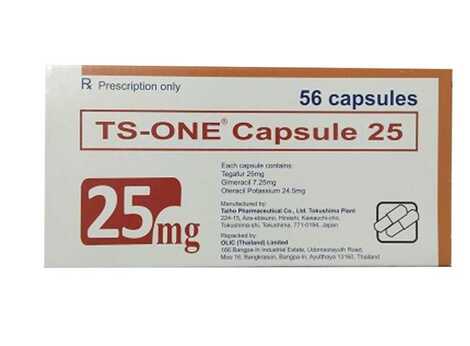 Rx Prescription only
56 capsules
TS-ONE® Capsule 25
Each capsule contains:
Tegafur 25mg
Gimeracil 7.25mg
Oteracil Potassium 24.5mg
25mg
Manufactured by:
Taiho Pharmaceutical Co., Ltd. Tokushima Plant
224-15, Aza-ebisuno, Hiraishi, Kawauchi-cho,
Tokushima-shi, Tokushima, 771-0194, Japan
Repacked by:
OLIC (Thailand) Limited
166 Bangpa-In Industrial Estate, Udomsorayuth Road,
Moo 16, Bangkrason, Bangpa-In, Ayutthaya 13160, Thailand